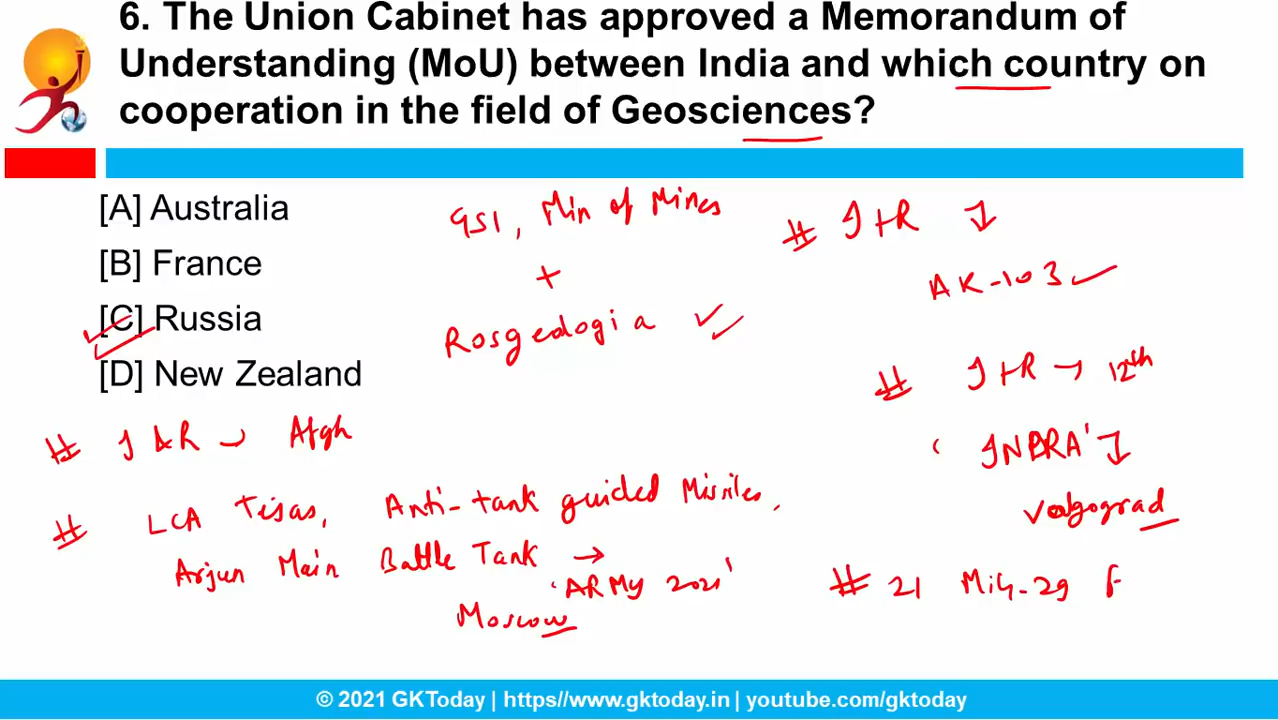 6. The Union Cabinet has approved a Memorandum of
Understanding (MoU) between India and which country on
cooperation in the field of Geosciences?
[A] Australia
[B] France
[C] Russia
[D] New Zealand
GSI, Min of Mines
+
Rosgeologia
# I + R
AK-103
# I + R → 12th
'INDRA'
Volgograd
# 21 MiG-29 F
# I & R → Afgh
# LCA Tejas, Anti-tank guided Missiles,
Arjun Main Battle Tank →
'ARMY 2021'
Moscow
© 2021 GKToday | https//www.gktoday.in | youtube.com/gktoday